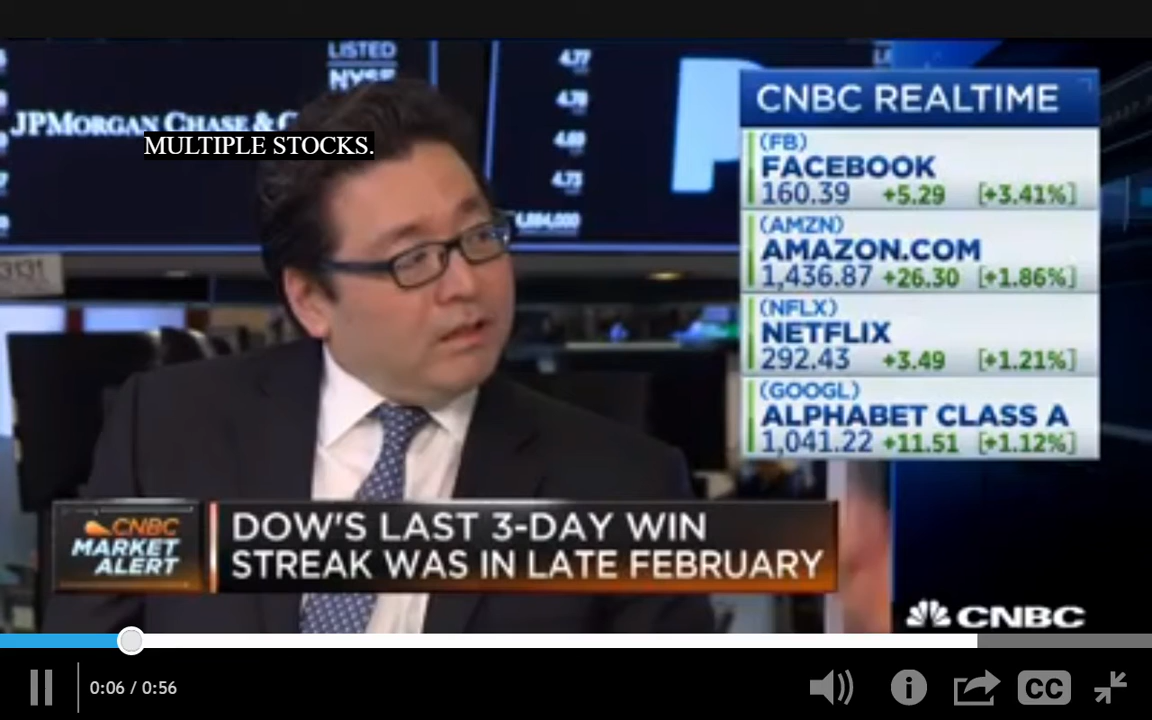 LISTED
NYSE
JPMORGAN CHASE & C
MULTIPLE STOCKS.
4.77
4.78
4.69
4.73
3131
CNBC REALTIME
(FB)
FACEBOOK
160.39 +5.29 [+3.41%]
(AMZN)
AMAZON.COM
1,436.87 +26.30 [+1.86%]
(NFLX)
NETFLIX
292.43 +3.49 [+1.21%]
(GOOGL)
ALPHABET CLASS A
1,041.22 +11.51 [+1.12%]
CNBC
MARKET
ALERT
DOW'S LAST 3-DAY WIN
STREAK WAS IN LATE FEBRUARY
CNBC
0:06 / 0:56
CC